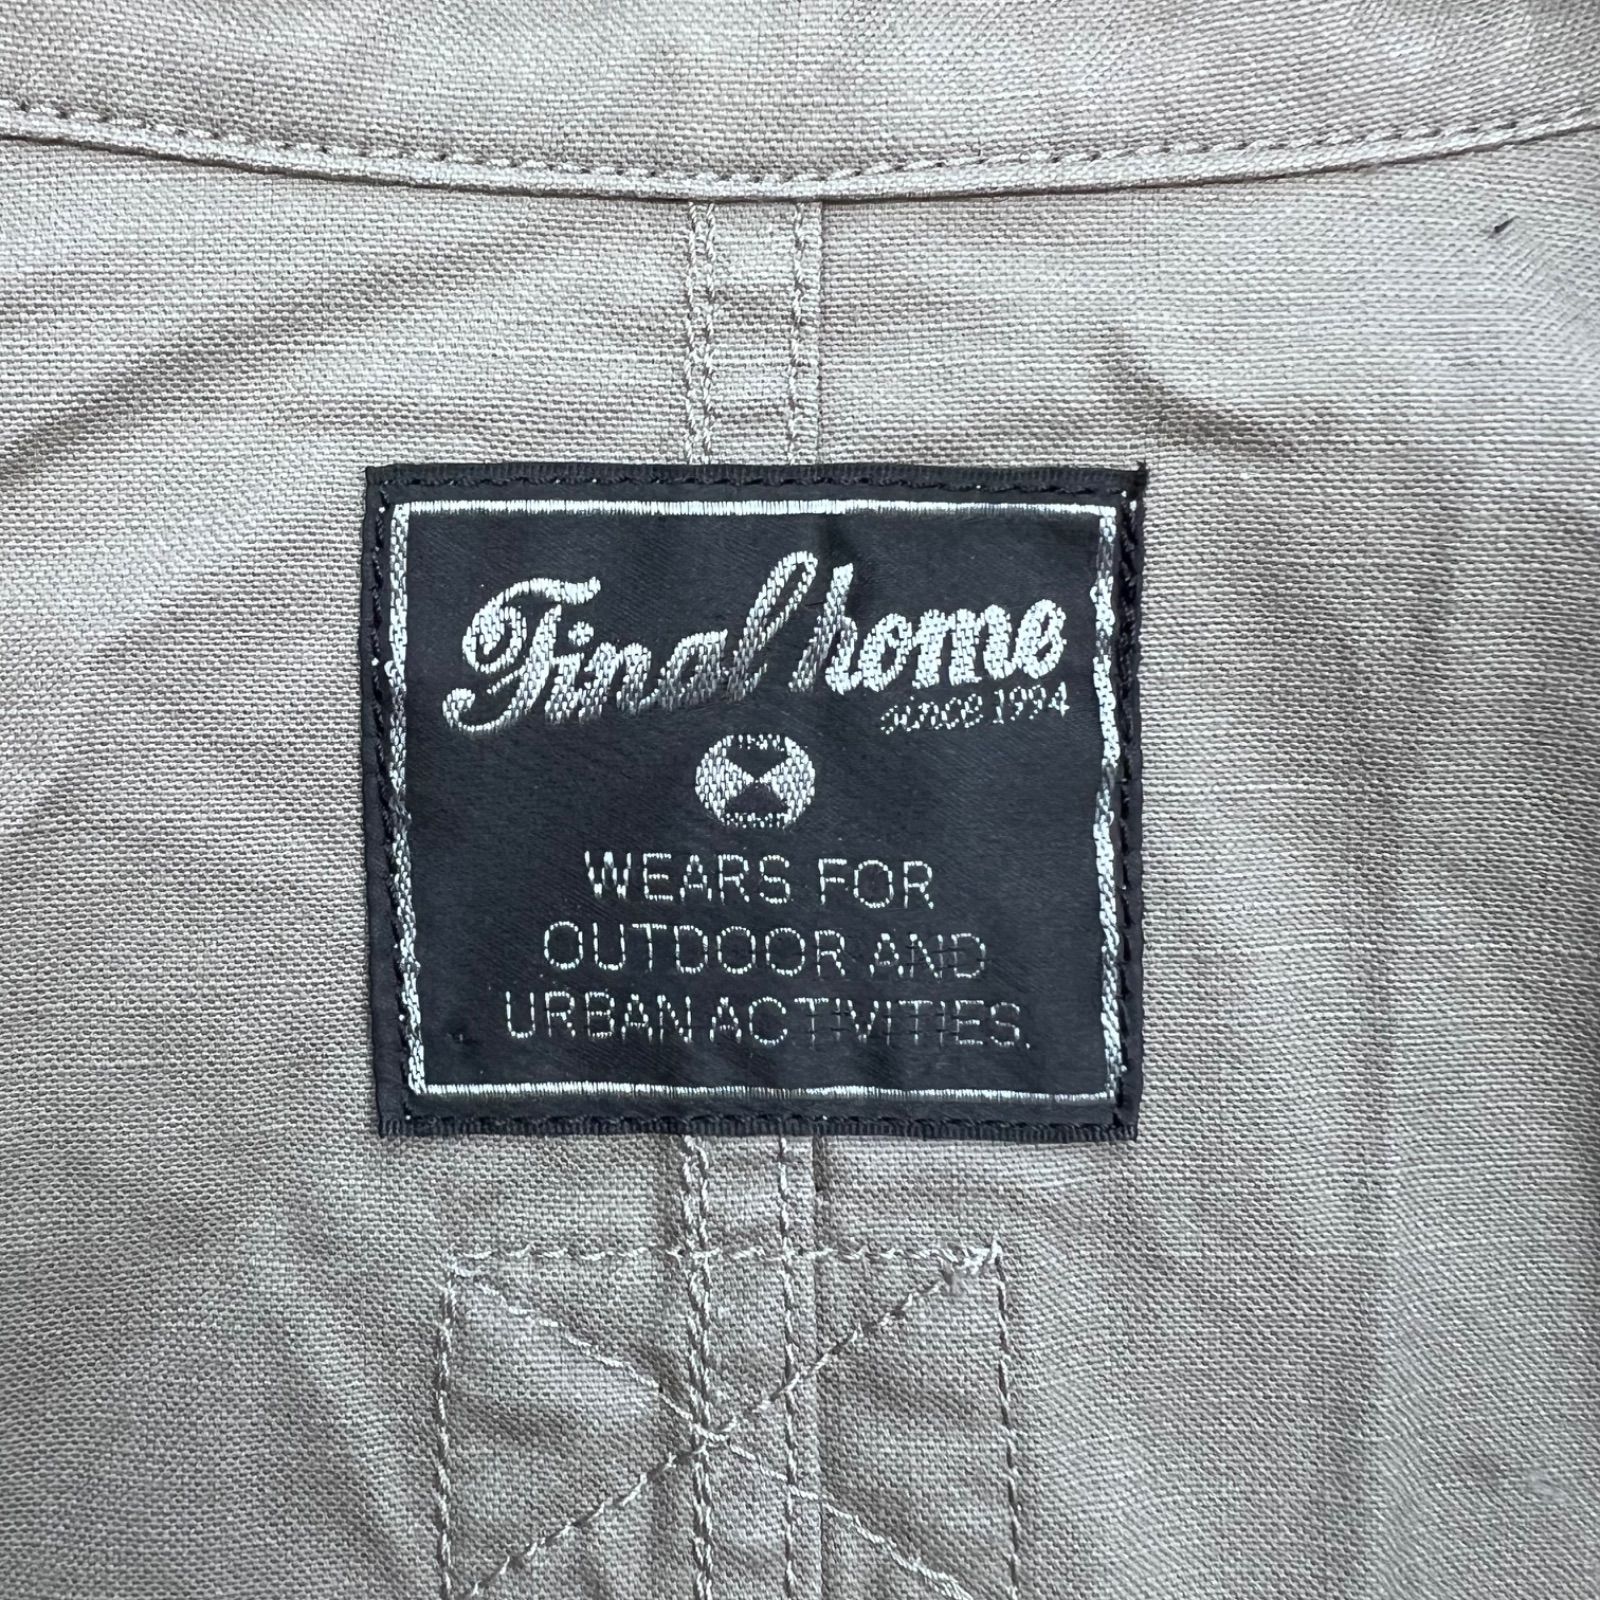 Final home
since 1994
WEARS FOR
OUTDOOR AND
URBAN ACTIVITIES.